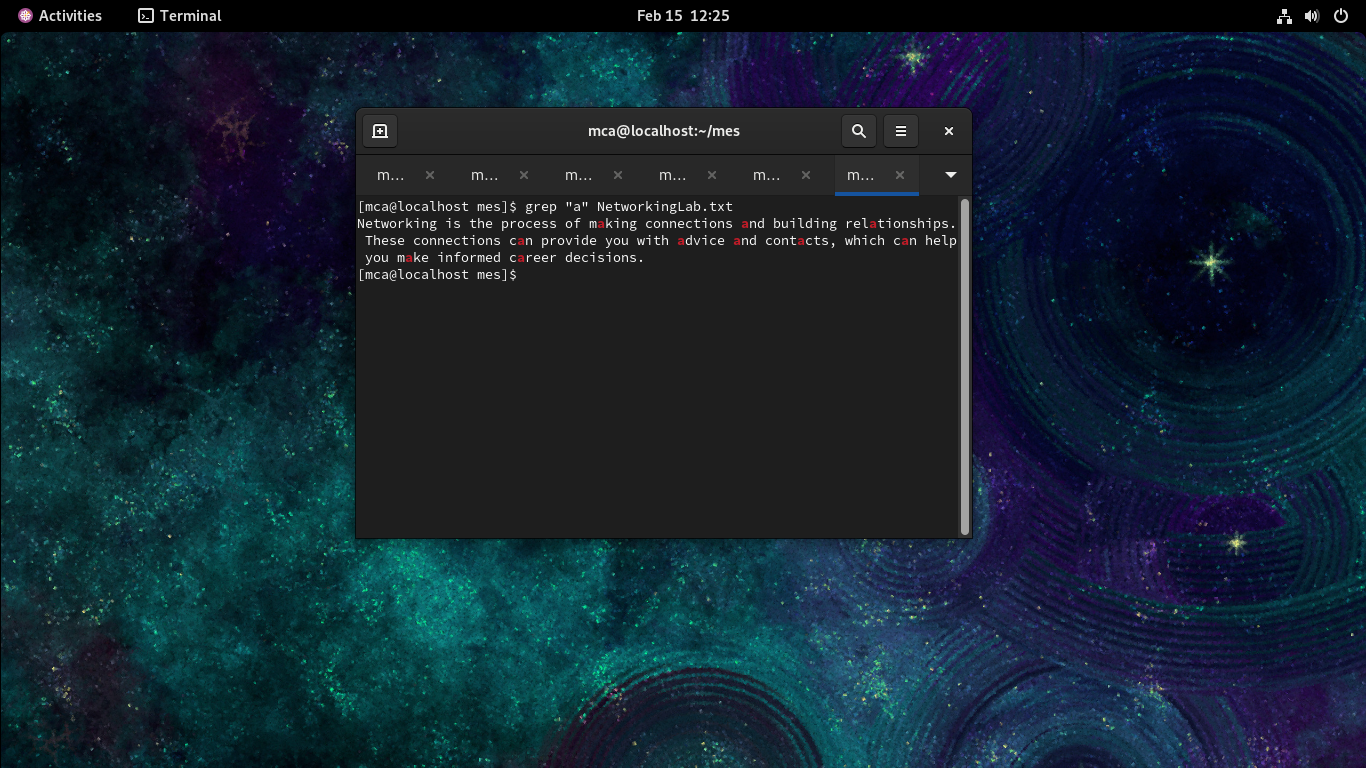 Activities Terminal Feb 15 12:25
mca@localhost:~/mes
m... m... m... m... m... m...
[mca@localhost mes]$ grep "a" NetworkingLab.txt
Networking is the process of making connections and building relationships.
These connections can provide you with advice and contacts, which can help
you make informed career decisions.
[mca@localhost mes]$